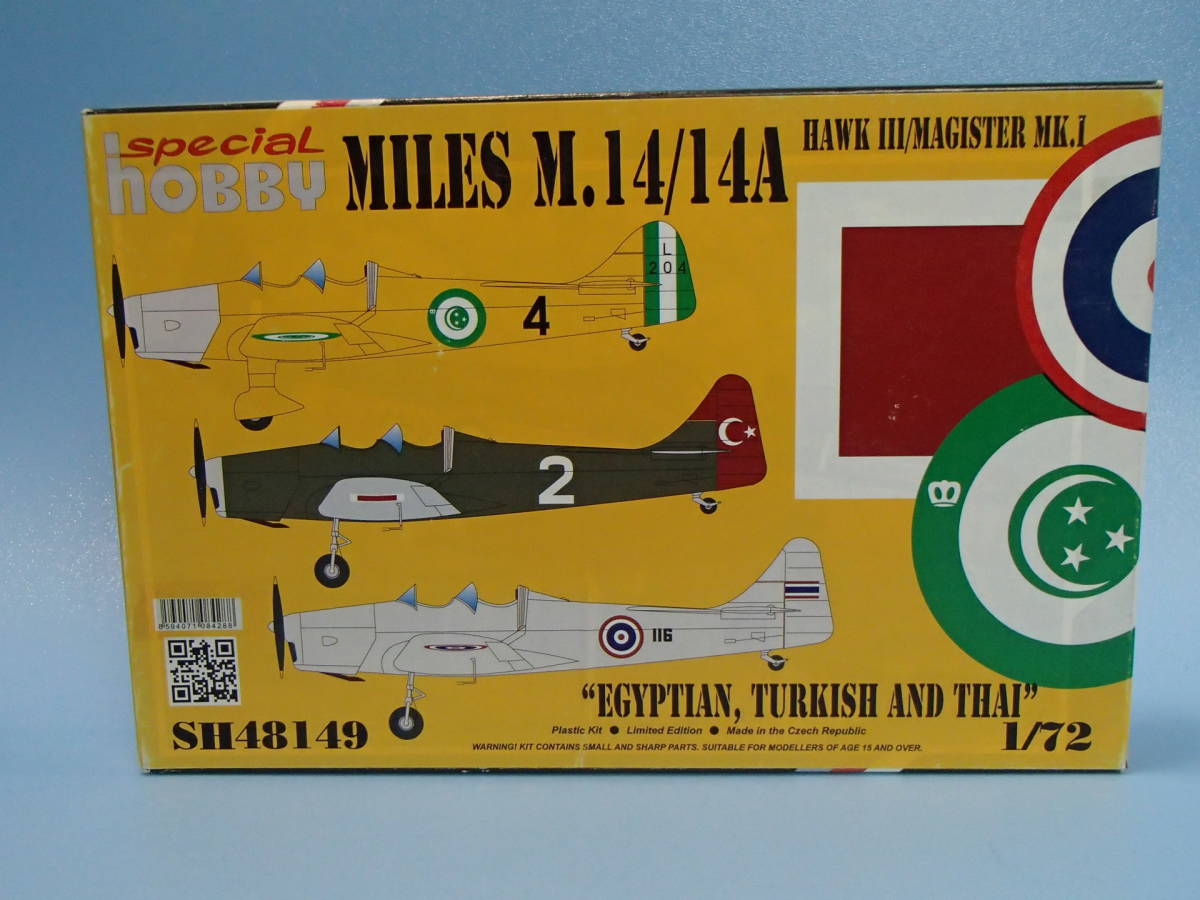 special
hOBBY
MILES M.14/14A
HAWK III/MAGISTER MK.I
L
204
4
2
116
8594071084288
SH48149
“EGYPTIAN, TURKISH AND THAI”
Plastic Kit ● Limited Edition ● Made in the Czech Republic
1/72
WARNING! KIT CONTAINS SMALL AND SHARP PARTS. SUITABLE FOR MODELLERS OF AGE 15 AND OVER.